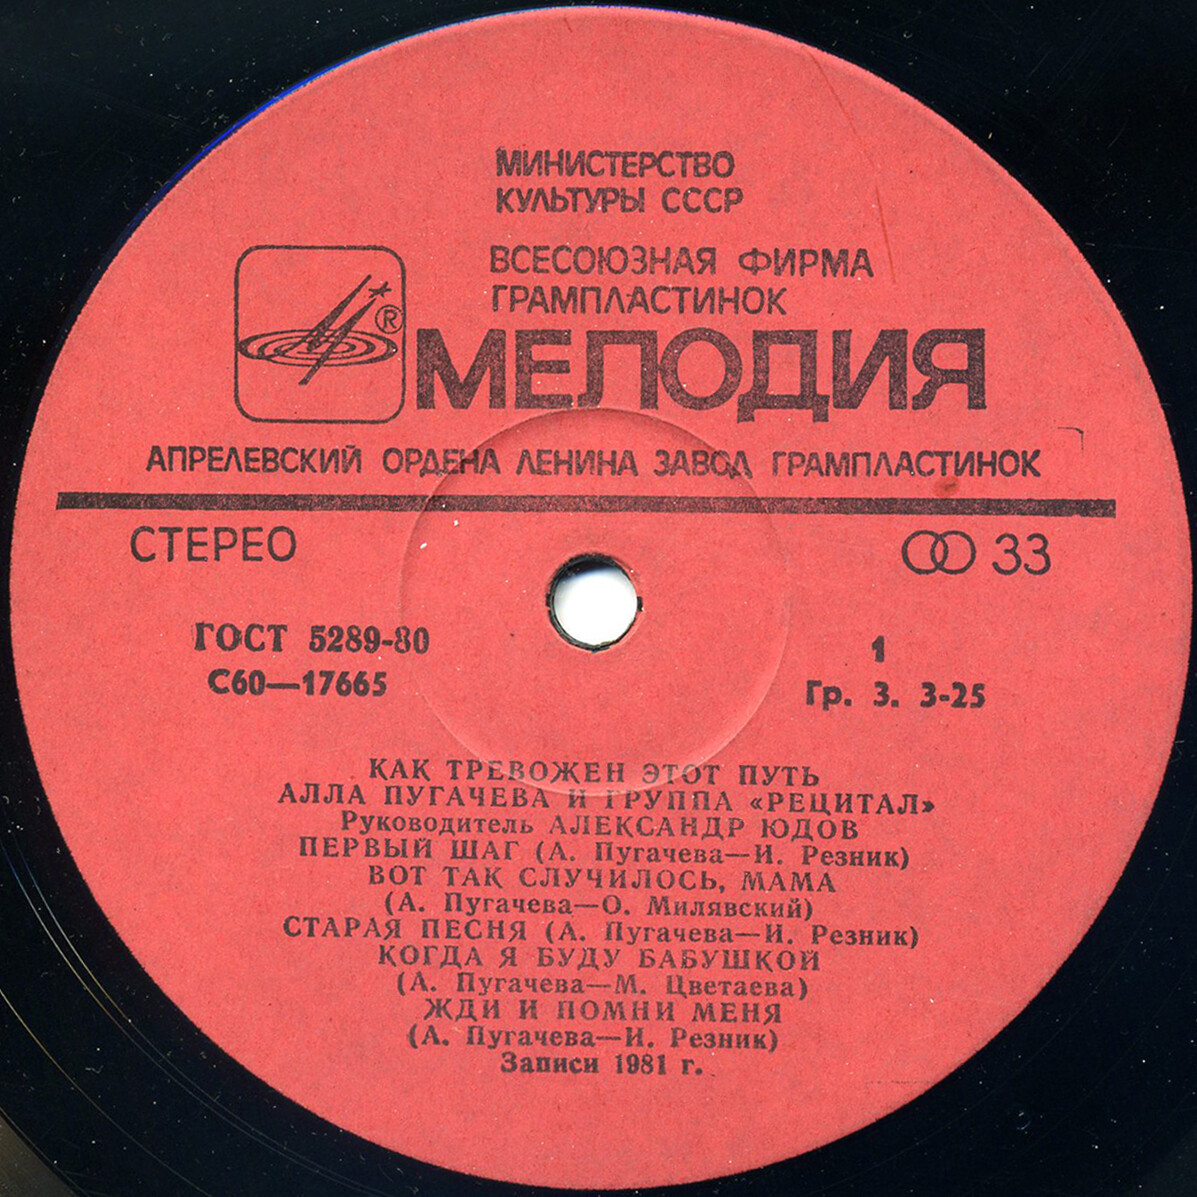 МИНИСТЕРСТВО
КУЛЬТУРЫ СССР
ВСЕСОЮЗНАЯ ФИРМА
ГРАМПЛАСТИНОК
®
МЕЛОДИЯ
АПРЕЛЕВСКИЙ ОРДЕНА ЛЕНИНА ЗАВОД ГРАМПЛАСТИНОК
СТЕРЕО
33
ГОСТ 5289-80
1
С60—17665
Гр. 3. 3-25
КАК ТРЕВОЖЕН ЭТОТ ПУТЬ
АЛЛА ПУГАЧЕВА И ГРУППА «РЕЦИТАЛ»
Руководитель АЛЕКСАНДР ЮДОВ
ПЕРВЫЙ ШАГ (А. Пугачева—И. Резник)
ВОТ ТАК СЛУЧИЛОСЬ, МАМА
(А. Пугачева—О. Милявский)
СТАРАЯ ПЕСНЯ (А. Пугачева—И. Резник)
КОГДА Я БУДУ БАБУШКОЙ
(А. Пугачева—М. Цветаева)
ЖДИ И ПОМНИ МЕНЯ
(А. Пугачева—И. Резник)
Записи 1981 г.